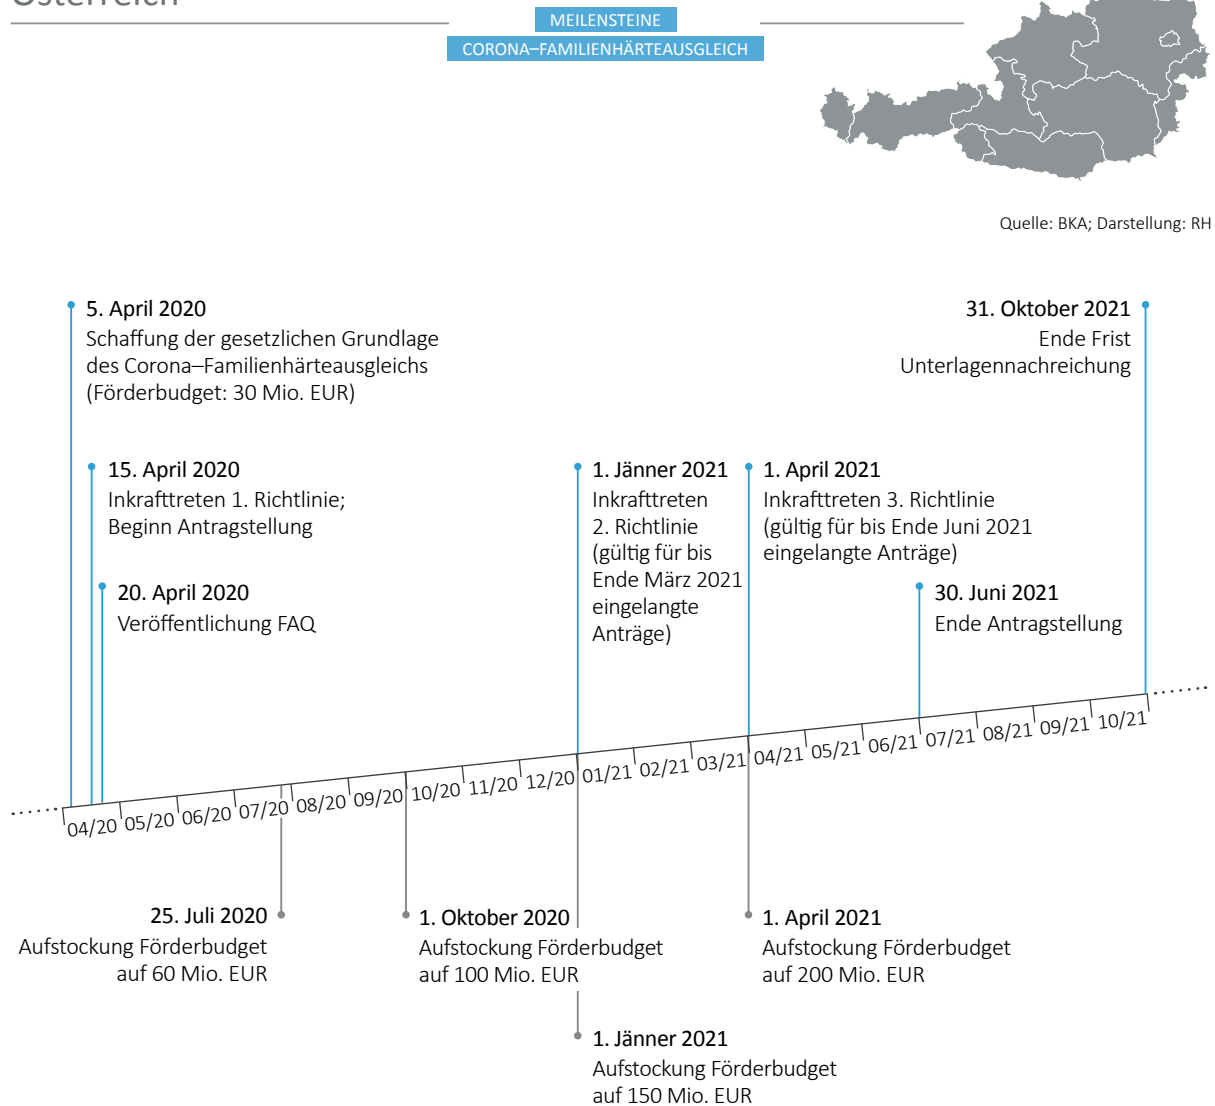 Österreich
MEILENSTEINE
CORONA–FAMILIENHÄRTEAUSGLEICH
Quelle: BKA; Darstellung: RH
5. April 2020
Schaffung der gesetzlichen Grundlage
des Corona–Familienhärteausgleichs
(Förderbudget: 30 Mio. EUR)
31. Oktober 2021
Ende Frist
Unterlagennachreichung
15. April 2020
Inkrafttreten 1. Richtlinie;
Beginn Antragstellung
1. Jänner 2021
Inkrafttreten
2. Richtlinie
(gültig für bis
Ende März 2021
eingelangte
Anträge)
1. April 2021
Inkrafttreten 3. Richtlinie
(gültig für bis Ende Juni 2021
eingelangte Anträge)
20. April 2020
Veröffentlichung FAQ
30. Juni 2021
Ende Antragstellung
04/20 05/20 06/20 07/20 08/20 09/20 10/20 11/20 12/20 01/21 02/21 03/21 04/21 05/21 06/21 07/21 08/21 09/21 10/21
25. Juli 2020
Aufstockung Förderbudget
auf 60 Mio. EUR
1. Oktober 2020
Aufstockung Förderbudget
auf 100 Mio. EUR
1. April 2021
Aufstockung Förderbudget
auf 200 Mio. EUR
1. Jänner 2021
Aufstockung Förderbudget
auf 150 Mio. EUR